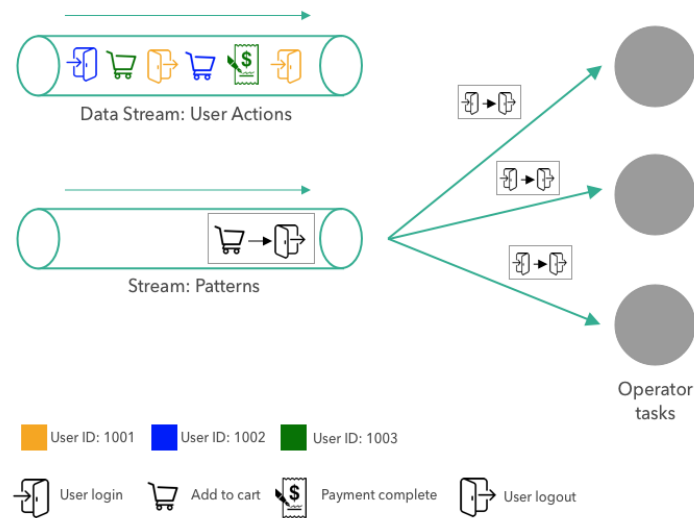 $
Data Stream: User Actions
Stream: Patterns
Operator
tasks
User ID: 1001
User ID: 1002
User ID: 1003
User login
Add to cart
$
Payment complete
User logout